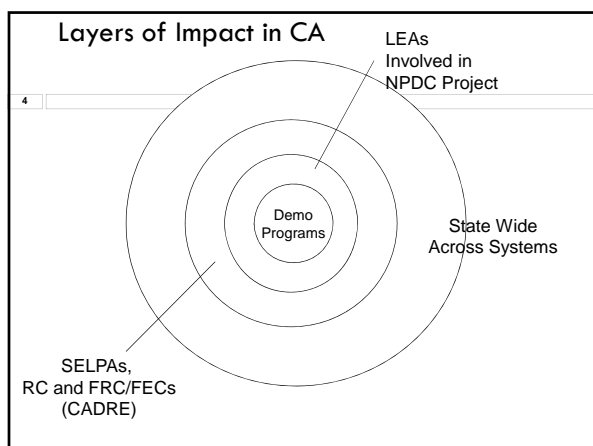 Layers of Impact in CA
LEAs
Involved in
NPDC Project
4
Demo
Programs
State Wide
Across Systems
SELPAs,
RC and FRC/FECs
(CADRE)